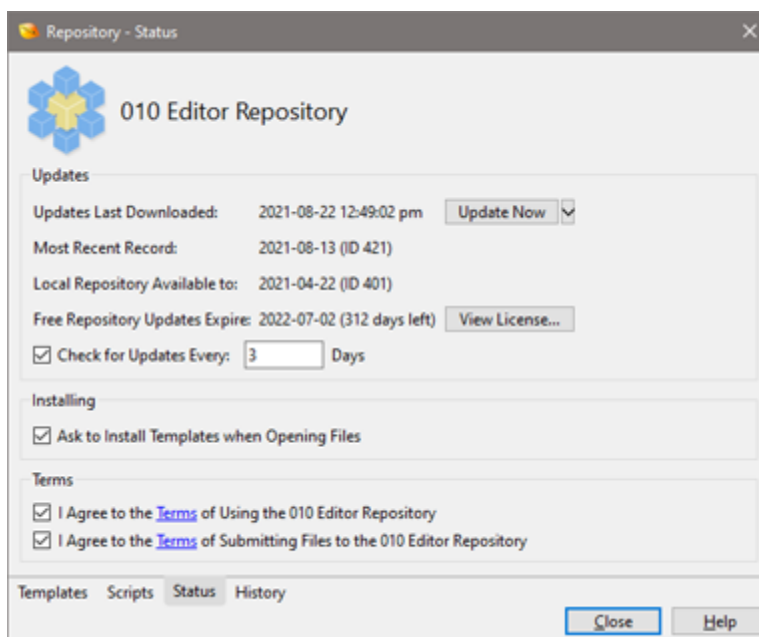 Repository - Status
010 Editor Repository
Updates
Updates Last Downloaded: 2021-08-22 12:49:02 pm Update Now
Most Recent Record: 2021-08-13 (ID 421)
Local Repository Available to: 2021-04-22 (ID 401)
Free Repository Updates Expire: 2022-07-02 (312 days left) View License...
Check for Updates Every: 3 Days
Installing
Ask to Install Templates when Opening Files
Terms
I Agree to the Terms of Using the 010 Editor Repository
I Agree to the Terms of Submitting Files to the 010 Editor Repository
Templates Scripts Status History
Close Help